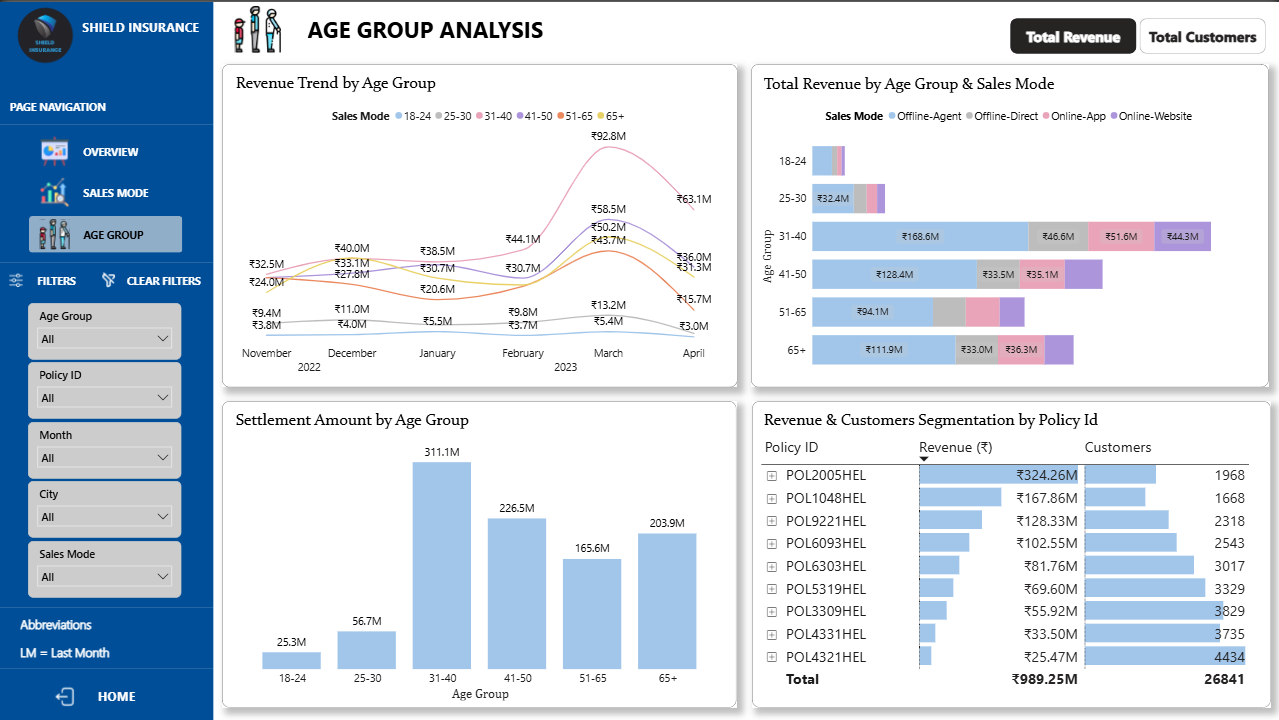 SHIELD INSURANCE
SHIELD
INSURANCE
PAGE NAVIGATION
OVERVIEW
SALES MODE
AGE GROUP
FILTERS
CLEAR FILTERS
Age Group
All
Policy ID
All
Month
All
City
All
Sales Mode
All
Abbreviations
LM = Last Month
HOME
AGE GROUP ANALYSIS
Total Revenue
Total Customers
Revenue Trend by Age Group
Sales Mode 18-24 25-30 31-40 41-50 51-65 65+
₹92.8M
₹63.1M
₹58.5M
₹50.2M
₹43.7M
₹44.1M
₹40.0M
₹38.5M
₹36.0M
₹32.5M
₹33.1M
₹31.3M
₹27.8M
₹30.7M
₹30.7M
₹24.0M
₹20.6M
₹15.7M
₹9.4M
₹11.0M
₹9.8M
₹13.2M
₹3.8M
₹4.0M
₹5.5M
₹3.7M
₹5.4M
₹3.0M
November December January February March April
2022 2023
Total Revenue by Age Group & Sales Mode
Sales Mode Offline-Agent Offline-Direct Online-App Online-Website
Age Group
18-24
25-30 ₹32.4M
31-40 ₹168.6M ₹46.6M ₹51.6M ₹44.3M
41-50 ₹128.4M ₹33.5M ₹35.1M
51-65 ₹94.1M
65+ ₹111.9M ₹33.0M ₹36.3M
Settlement Amount by Age Group
25.3M 56.7M 311.1M 226.5M 165.6M 203.9M
18-24 25-30 31-40 41-50 51-65 65+
Age Group
Revenue & Customers Segmentation by Policy Id
Policy ID Revenue (₹) Customers
POL2005HEL ₹324.26M 1968
POL1048HEL ₹167.86M 1668
POL9221HEL ₹128.33M 2318
POL6093HEL ₹102.55M 2543
POL6303HEL ₹81.76M 3017
POL5319HEL ₹69.60M 3329
POL3309HEL ₹55.92M 3829
POL4331HEL ₹33.50M 3735
POL4321HEL ₹25.47M 4434
Total ₹989.25M 26841